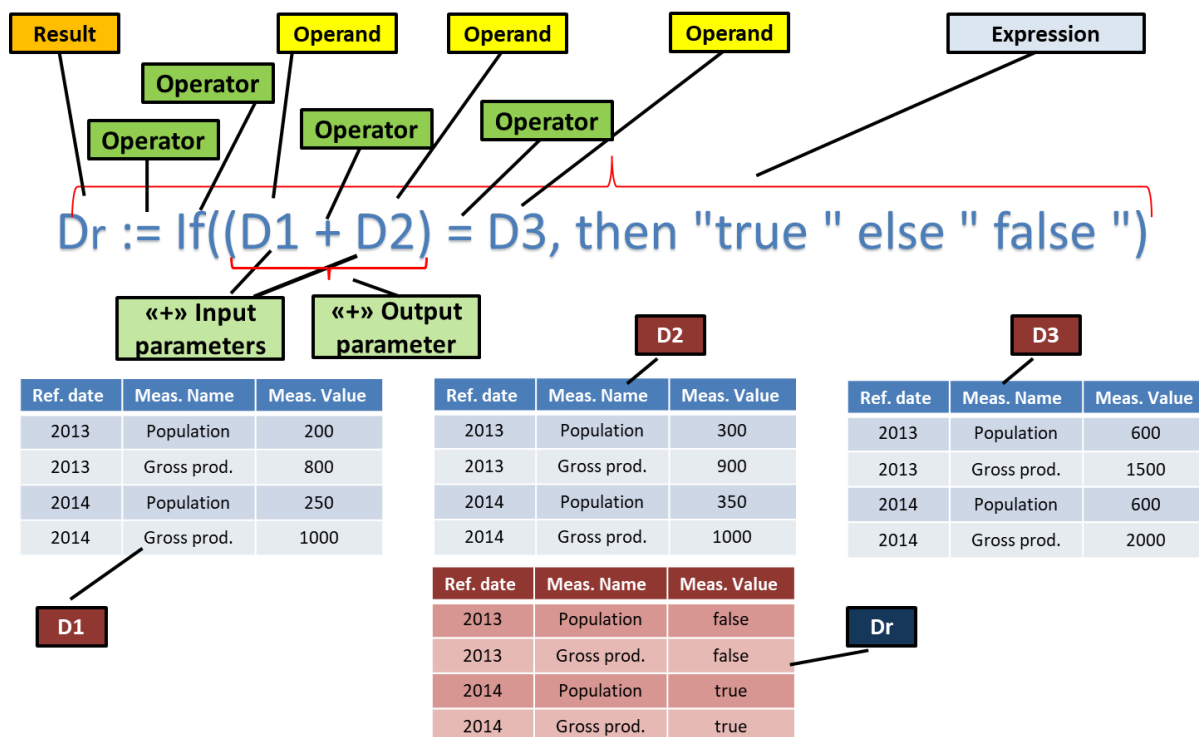 Result
Operand
Operand
Operand
Expression
Operator
Operator
Operator
Operator
Dr := If((D1 + D2) = D3, then "true " else " false ")
«+» Input
parameters
«+» Output
parameter
D2
D3
Ref. date Meas. Name Meas. Value
2013 Population 200
2013 Gross prod. 800
2014 Population 250
2014 Gross prod. 1000
Ref. date Meas. Name Meas. Value
2013 Population 300
2013 Gross prod. 900
2014 Population 350
2014 Gross prod. 1000
Ref. date Meas. Name Meas. Value
2013 Population 600
2013 Gross prod. 1500
2014 Population 600
2014 Gross prod. 2000
D1
Ref. date Meas. Name Meas. Value
2013 Population false
2013 Gross prod. false
2014 Population true
2014 Gross prod. true
Dr